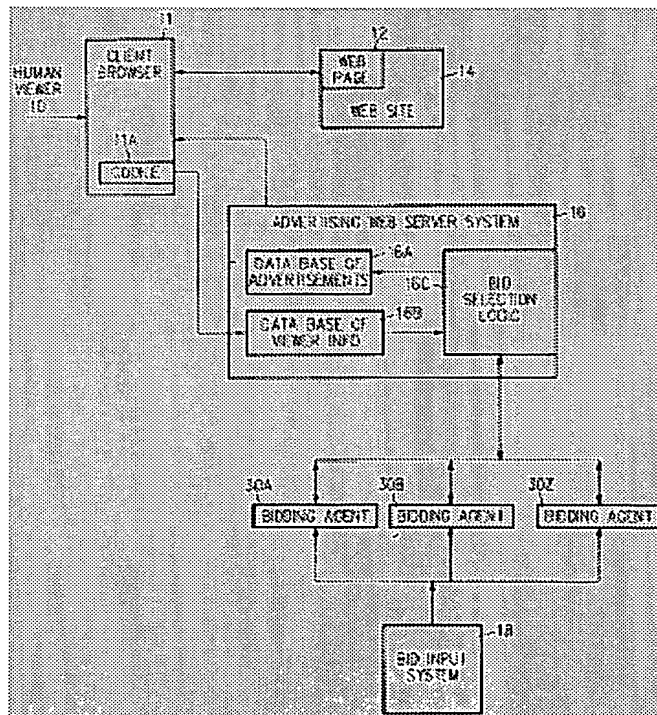 11
CLIENT
BROWSER
12
WEB
PAGE
14
WEB SITE
HUMAN
VIEWER
10
11A
COOKIE
16
ADVERTISING WEB SERVER SYSTEM
16A
DATA BASE OF
ADVERTISEMENTS
16C
BID
SELECTION
LOGIC
16B
DATA BASE OF
VIEWER INFO
30A
BIDDING AGENT
30B
BIDDING AGENT
30Z
BIDDING AGENT
18
BID INPUT
SYSTEM